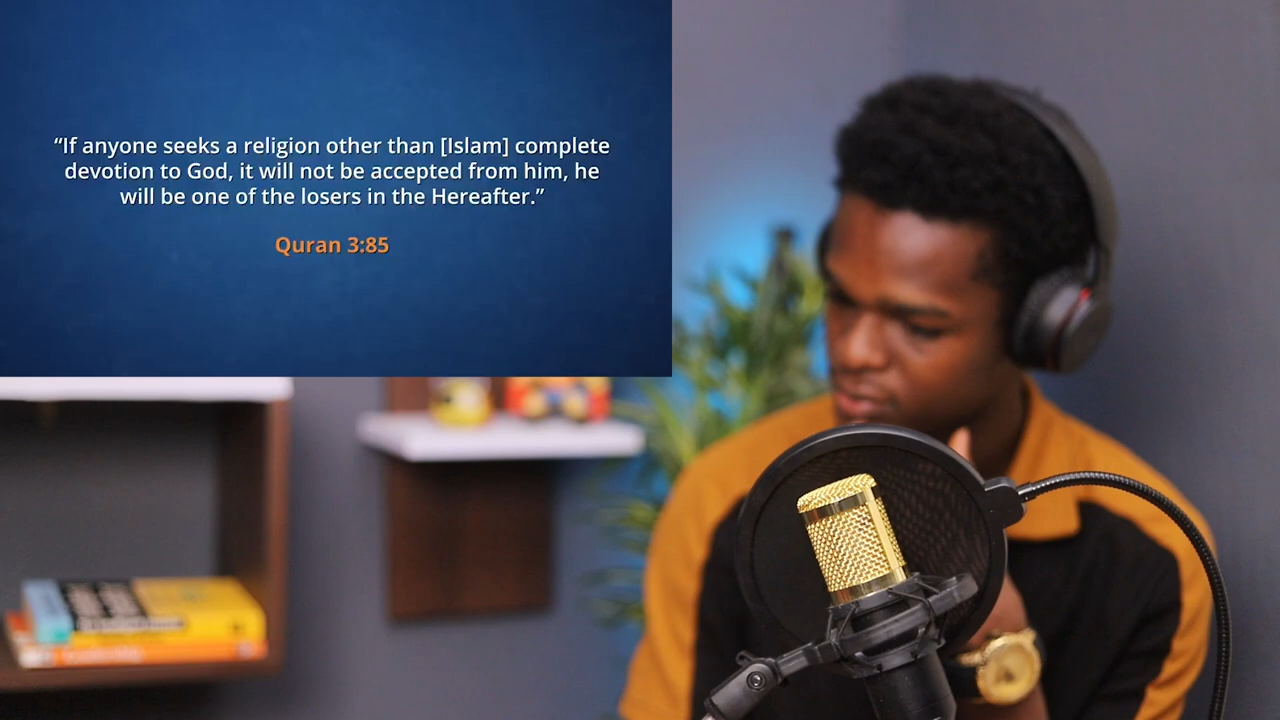 “If anyone seeks a religion other than [Islam] complete
devotion to God, it will not be accepted from him, he
will be one of the losers in the Hereafter.”
Quran 3:85